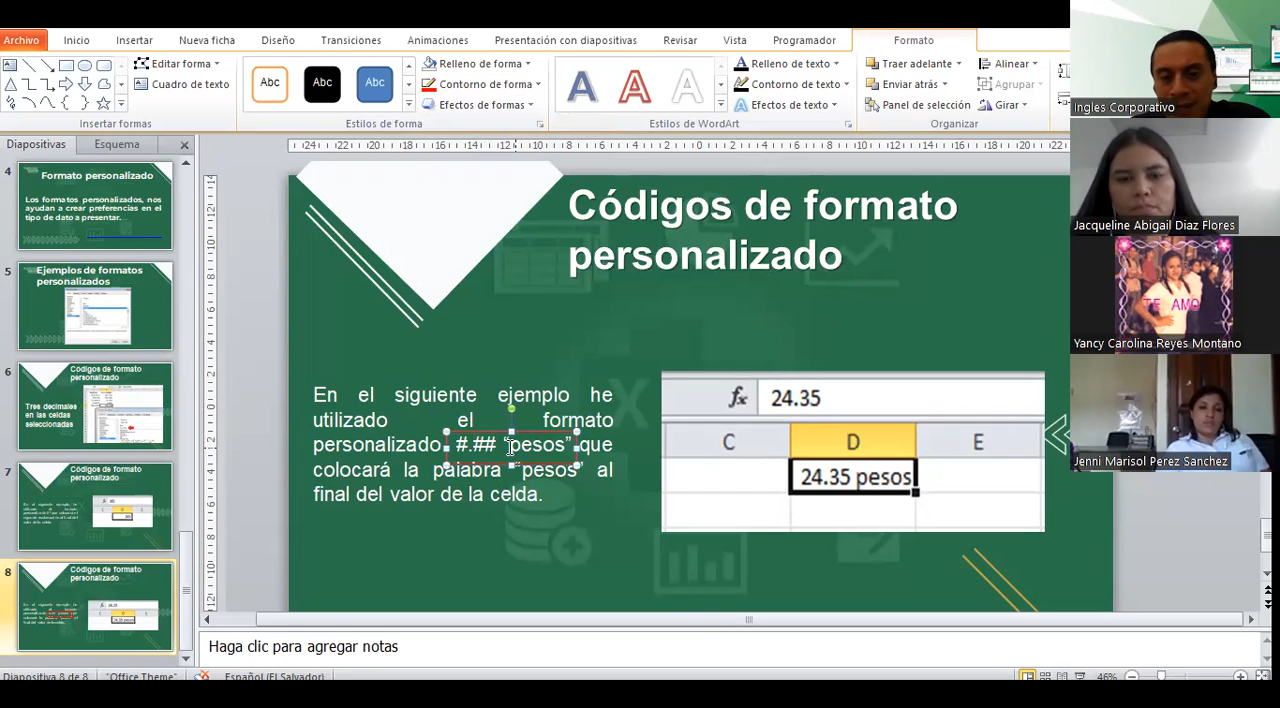 Archivo Inicio Insertar Nueva ficha Diseño Transiciones Animaciones Presentación con diapositivas Revisar Vista Programador Formato
Editar forma
Cuadro de texto
Insertar formas
Abc Abc Abc
Relleno de forma
Contorno de forma
Efectos de formas
Estilos de forma
A A A
Relleno de texto
Contorno de texto
Efectos de texto
Estilos de WordArt
Traer adelante
Enviar atrás
Panel de selección
Alinear
Agrupar
Girar
Organizar
Diapositivas Esquema
4
Formato personalizado
Los formatos personalizados, nos
ayudan a crear preferencias en el
tipo de dato a presentar.
5
Ejemplos de formatos
personalizados
6
Códigos de formato
personalizado
Tres decimales
en las celdas
seleccionadas
7
Códigos de formato
personalizado
8
Códigos de formato
personalizado
Códigos de formato
personalizado
En el siguiente ejemplo he
utilizado el formato
personalizado #.## “pesos” que
colocará la palabra “pesos” al
final del valor de la celda.
fx 24.35
C D E
24.35 pesos
Haga clic para agregar notas
Diapositiva 8 de 8 "Office Theme" Español (El Salvador) 46%
Ingles Corporativo
Jacqueline Abigail Diaz Flores
TE AMO
Yancy Carolina Reyes Montano
Jenni Marisol Perez Sanchez